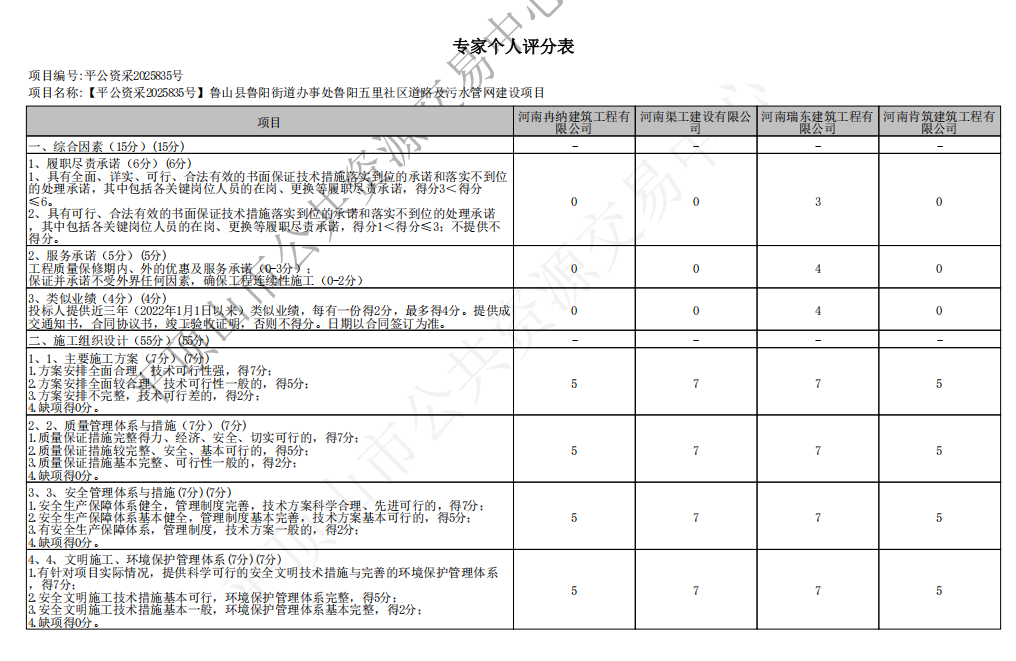 专家个人评分表
项目编号:平公资采2025835号
项目名称:【平公资采2025835号】鲁山县鲁阳街道办事处鲁阳五里社区道路及污水管网建设项目
项目 河南冉纳建筑工程有限公司 河南渠工建设有限公司 河南瑞东建筑工程有限公司 河南肯筑建筑工程有限公司
一、综合因素（15分）(15分) - - - -
1、履职尽责承诺（6分）(6分)
1、具有全面、详实、可行、合法有效的书面保证技术措施落实到位的承诺和落实不到位
的处理承诺，其中包括各关键岗位人员的在岗、更换等履职尽责承诺，得分3＜得分
≤6。
2、具有可行、合法有效的书面保证技术措施落实到位的承诺和落实不到位的处理承诺
，其中包括各关键岗位人员的在岗、更换等履职尽责承诺，得分1＜得分≤3；不提供不
得分。
0 0 3 0
2、服务承诺（5分）(5分)
工程质量保修期内、外的优惠及服务承诺（0-3分）；
保证并承诺不受外界任何因素，确保工程连续性施工（0-2分）
0 0 4 0
3、类似业绩（4分）(4分)
投标人提供近三年（2022年1月1日以来）类似业绩，每有一份得2分，最多得4分。提供成
交通知书，合同协议书，竣工验收证明，否则不得分。日期以合同签订为准。
0 0 4 0
二、施工组织设计（55分）(55分) - - - -
1、1、主要施工方案（7分）(7分)
1.方案安排全面合理，技术可行性强，得7分；
2.方案安排全面较合理、技术可行性一般的，得5分；
3.方案安排不完整，技术可行差的，得2分；
4.缺项得0分。
5 7 7 5
2、2、质量管理体系与措施（7分）(7分)
1.质量保证措施完整得力、经济、安全、切实可行的，得7分；
2.质量保证措施较完整、安全、基本可行的，得5分；
3.质量保证措施基本完整、可行性一般的，得2分；
4.缺项得0分。
5 7 7 5
3、3、安全管理体系与措施(7分)(7分)
1.安全生产保障体系健全，管理制度完善，技术方案科学合理、先进可行的，得7分；
2.安全生产保障体系基本健全，管理制度基本完善，技术方案基本可行的，得5分；
3.有安全生产保障体系，管理制度，技术方案一般的，得2分；
4.缺项得0分。
5 7 7 5
4、4、文明施工、环境保护管理体系(7分)(7分)
1.有针对项目实际情况，提供科学可行的安全文明技术措施与完善的环境保护管理体系
，得7分；
2.安全文明施工技术措施基本可行，环境保护管理体系完整，得5分；
3.安全文明施工技术措施基本一般，环境保护管理体系基本完整，得2分；
4.缺项得0分。
5 7 7 5
平顶山市公共资源交易中心
平顶山市公共资源交易中心